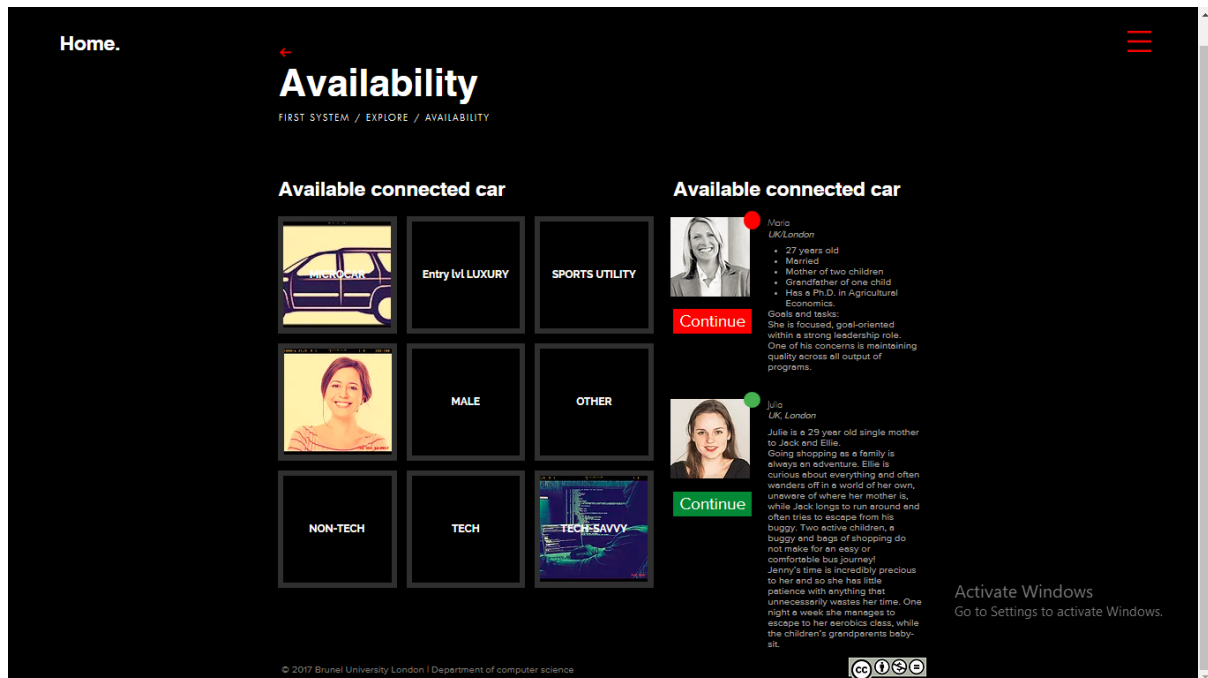 Home.
Availability
FIRST SYSTEM / EXPLORE / AVAILABILITY
Available connected car
MICROCAR
Entry lvl LUXURY
SPORTS UTILITY
MALE
OTHER
NON-TECH
TECH
TECH-SAVVY
Available connected car
Maria
UK/London
27 years old
Married
Mother of two children
Grandfather of one child
Has a Ph.D. in Agricultural
Economics.
Goals and tasks:
She is focused, goal-oriented
within a strong leadership role.
One of his concerns is maintaining
quality across all output of
programs.
Continue
Julia
UK, London
Julie is a 29 year old single mother
to Jack and Ellie.
Going shopping as a family is
always an adventure. Ellie is
curious about everything and often
wanders off in a world of her own,
unaware of where her mother is,
while Jack longs to run around and
often tries to escape from his
buggy. Two active children, a
buggy and bags of shopping do
not make for an easy or
comfortable bus journey!
Jenny's time is incredibly precious
to her and so she has little
patience with anything that
unnecessarily wastes her time. One
night a week she manages to
escape to her aerobics class, while
the children's grandparents baby-
sit.
Continue
Activate Windows
Go to Settings to activate Windows.
© 2017 Brunel University London | Department of computer science
cc